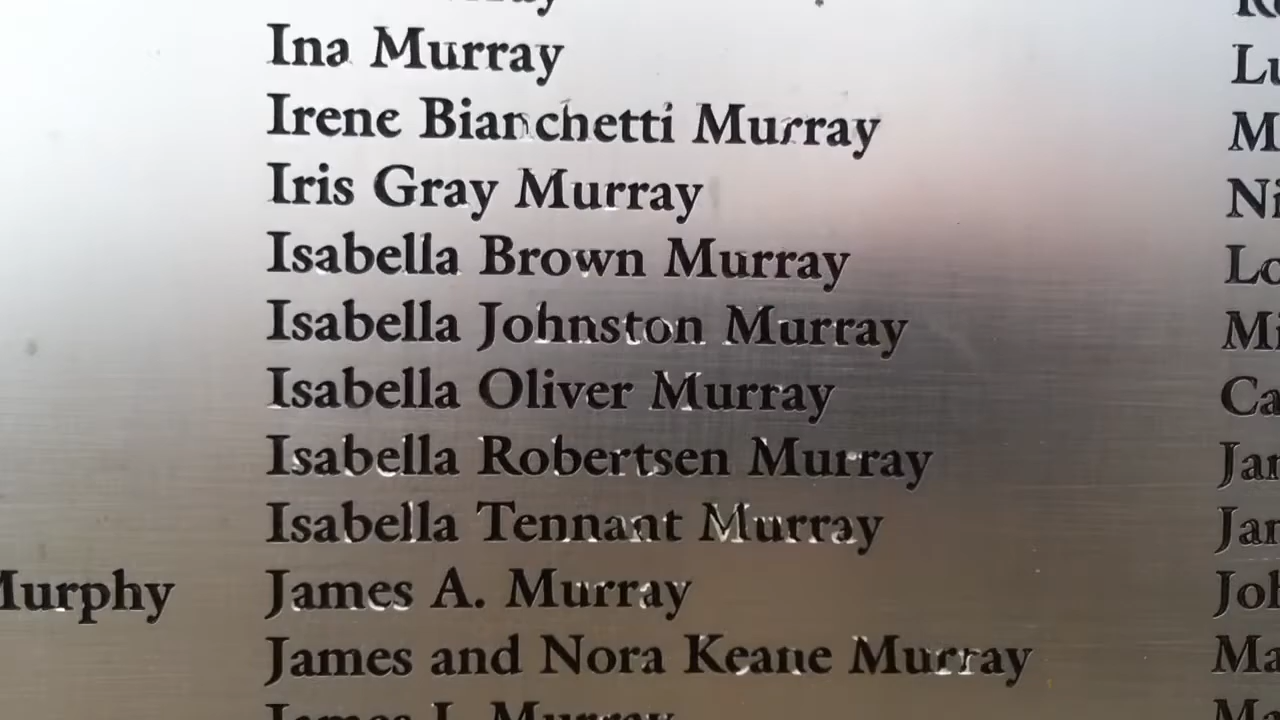 Ina Murray
Irene Bianchetti Murray
Iris Gray Murray
Isabella Brown Murray
Isabella Johnston Murray
Isabella Oliver Murray
Isabella Robertsen Murray
Isabella Tennant Murray
Murphy
James A. Murray
James and Nora Keane Murray